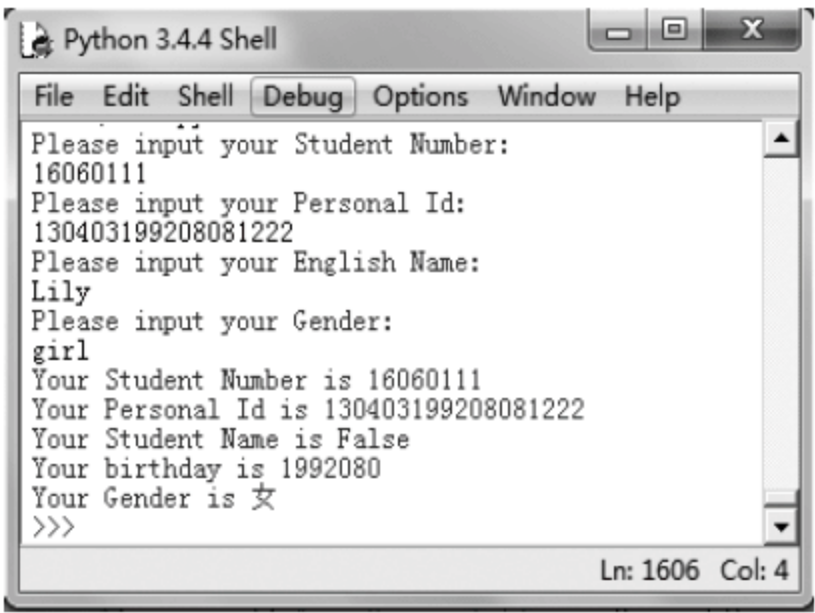 Python 3.4.4 Shell
File Edit Shell Debug Options Window Help
Please input your Student Number:
16060111
Please input your Personal Id:
130403199208081222
Please input your English Name:
Lily
Please input your Gender:
girl
Your Student Number is 16060111
Your Personal Id is 130403199208081222
Your Student Name is False
Your birthday is 1992080
Your Gender is 女
>>>
Ln: 1606 Col: 4